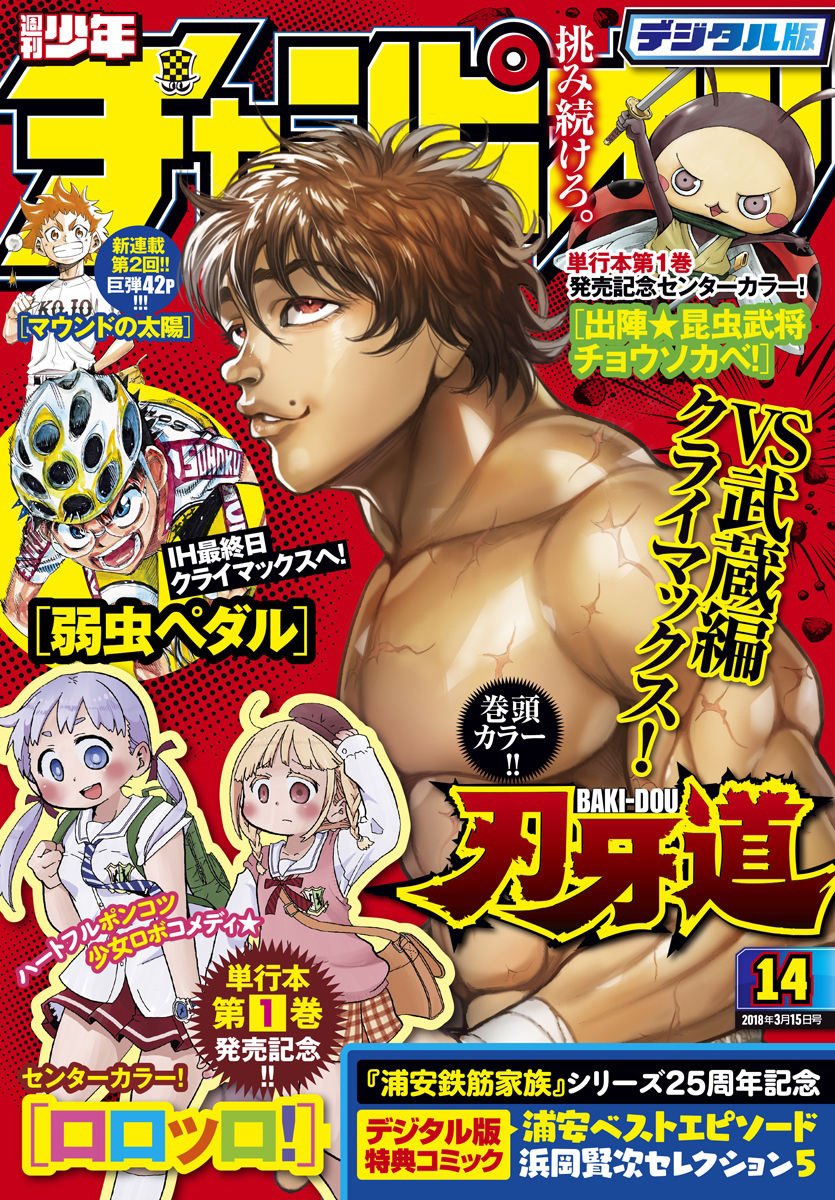 週刊少年
チャンピオン
デジタル版
挑み続けろ。
新連載
第2回!!
巨弾42P
!!!
KOJO
[マウンドの太陽]
単行本第1巻
発売記念センターカラー!
[出陣★昆虫武将
チョウソカベ!]
SOHOKU
IH最終日
クライマックスへ!
[弱虫ペダル]
VS武蔵編
クライマックス!
巻頭
カラー!!
BAKI-DOU
刃牙道
ハートフルポンコツ
少女ロボコメディ★
単行本
第1巻
発売記念
!!
センターカラー!
[ロロッロ!]
14
2018年3月15日号
『浦安鉄筋家族』シリーズ25周年記念
デジタル版
特典コミック
浦安ベストエピソード
浜岡賢次セレクション5